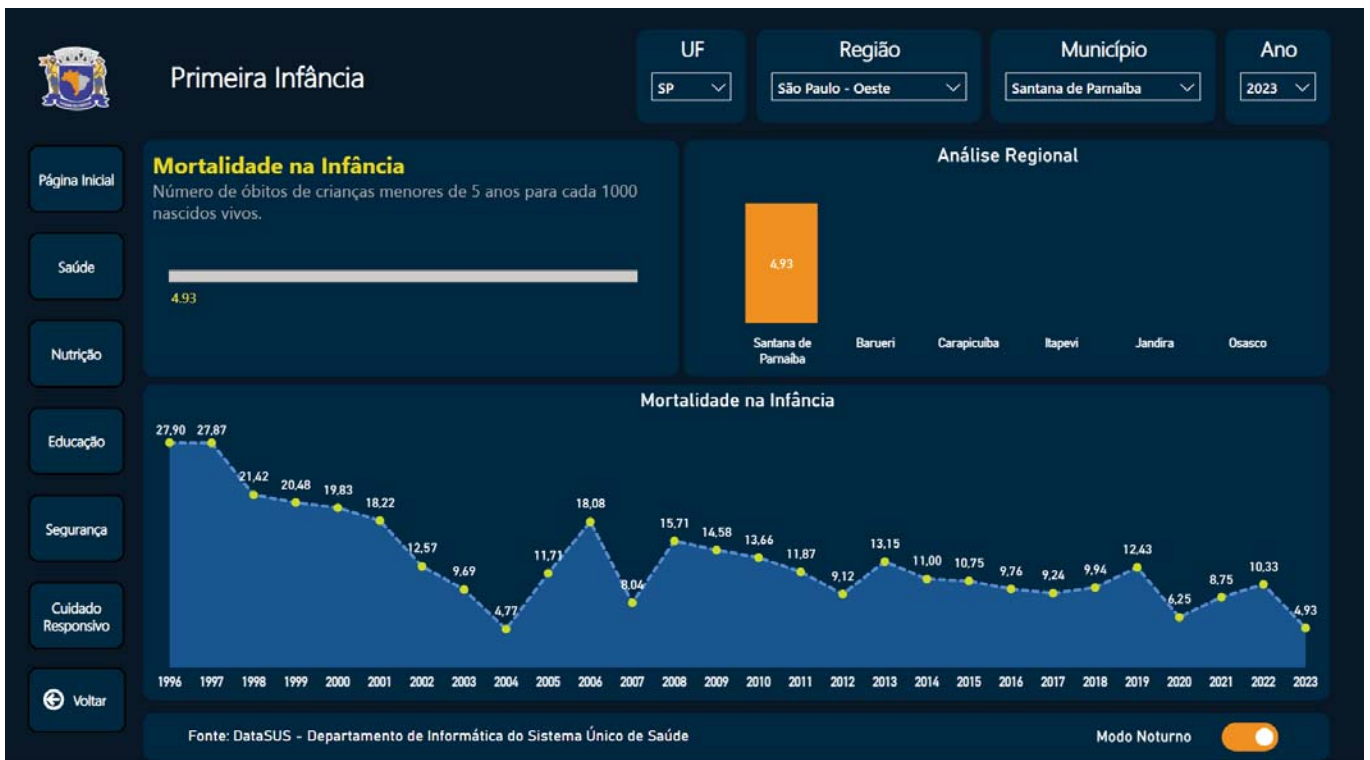 Primeira Infância
UF
SP
Região
São Paulo - Oeste
Município
Santana de Parnaíba
Ano
2023
Página Inicial
Saúde
Nutrição
Educação
Segurança
Cuidado
Responsivo
Voltar
Mortalidade na Infância
Número de óbitos de crianças menores de 5 anos para cada 1000
nascidos vivos.
4.93
Análise Regional
4,93
Santana de
Parnaíba
Barueri
Carapicuíba
Itapevi
Jandira
Osasco
Mortalidade na Infância
27,90 27,87 21,42 20,48 19,83 18,22 12,57 9,69 4,77 11,71 18,08 8,04 15,71 14,58 13,66 11,87 9,12 13,15 11,00 10,75 9,76 9,24 9,94 12,43 6,25 8,75 10,33 4,93
1996 1997 1998 1999 2000 2001 2002 2003 2004 2005 2006 2007 2008 2009 2010 2011 2012 2013 2014 2015 2016 2017 2018 2019 2020 2021 2022 2023
Fonte: DataSUS - Departamento de Informática do Sistema Único de Saúde
Modo Noturno